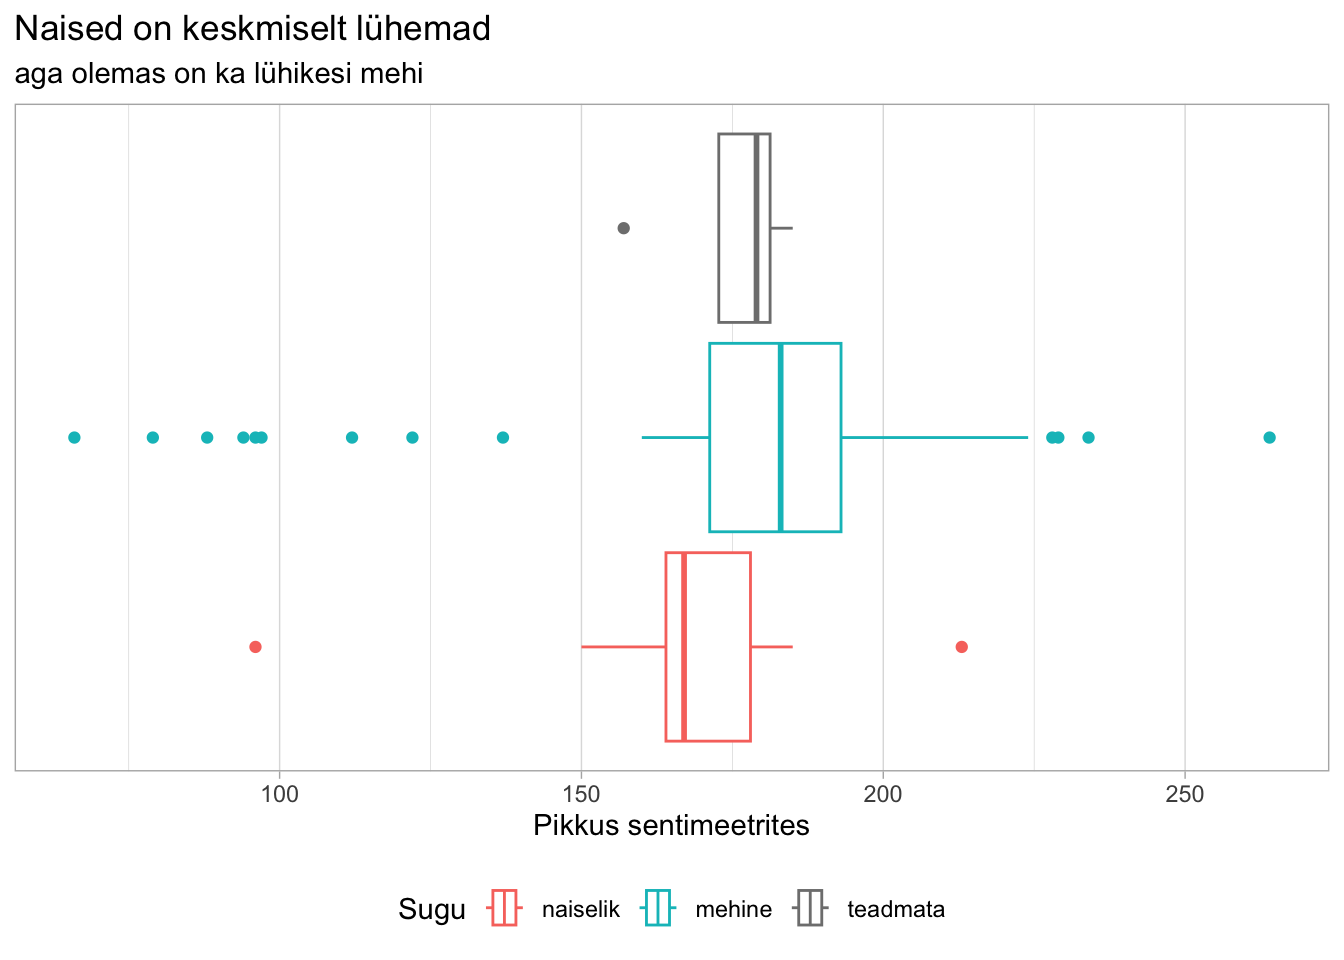 Naised on keskmiselt lühemad
aga olemas on ka lühikesi mehi
100 150 200 250
Pikkus sentimeetrites
Sugu naiselik mehine teadmata